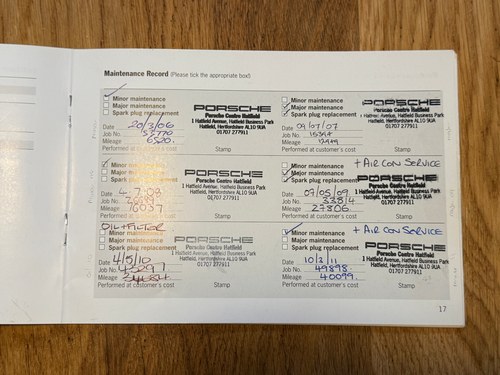 Maintenance Record (Please tick the appropriate box)
Minor maintenance
Major maintenance
Spark plug replacement
Date 20/3/06
Job No.
Mileage
Performed at customer's cost
PORSCHE
Porsche Centre Hatfield
1 Hatfield Avenue, Hatfield Business Park
Hatfield, Hertfordshire AL10 9UA
01707 277911
Stamp
Minor maintenance
Major maintenance
Spark plug replacement
Date 09/07/07
Job No.
Mileage
Performed at customer's cost
PORSCHE
Porsche Centre Hatfield
1 Hatfield Avenue, Hatfield Business Park
Hatfield, Hertfordshire AL10 9UA
01707 277911
Stamp
Minor maintenance
Major maintenance
Spark plug replacement
Date
Job No.
Mileage
Performed at customer's cost
PORSCHE
Porsche Centre Hatfield
1 Hatfield Avenue, Hatfield Business Park
Hatfield, Hertfordshire AL10 9UA
01707 277911
Stamp
+ AIR CON SERVICE
Minor maintenance
Major maintenance
Spark plug replacement
Date 09/05/09
Job No. 33814
Mileage 27806
Performed at customer's cost
PORSCHE
Porsche Centre Hatfield
1 Hatfield Avenue, Hatfield Business Park
Hatfield, Hertfordshire AL10 9UA
01707 277911
Stamp
OIL+FILTER
Minor maintenance
Major maintenance
Spark plug replacement
Date 4/5/10
Job No.
Mileage
Performed at customer's cost
PORSCHE
Porsche Centre Hatfield
1 Hatfield Avenue, Hatfield Business Park
Hatfield, Hertfordshire AL10 9UA
01707 277911
Stamp
+ AIR CON SERVICE
Minor maintenance
Major maintenance
Spark plug replacement
Date 10/3/11
Job No. 49898
Mileage 40099
Performed at customer's cost
PORSCHE
Porsche Centre Hatfield
1 Hatfield Avenue, Hatfield Business Park
Hatfield, Hertfordshire AL10 9UA
01707 277911
Stamp
17